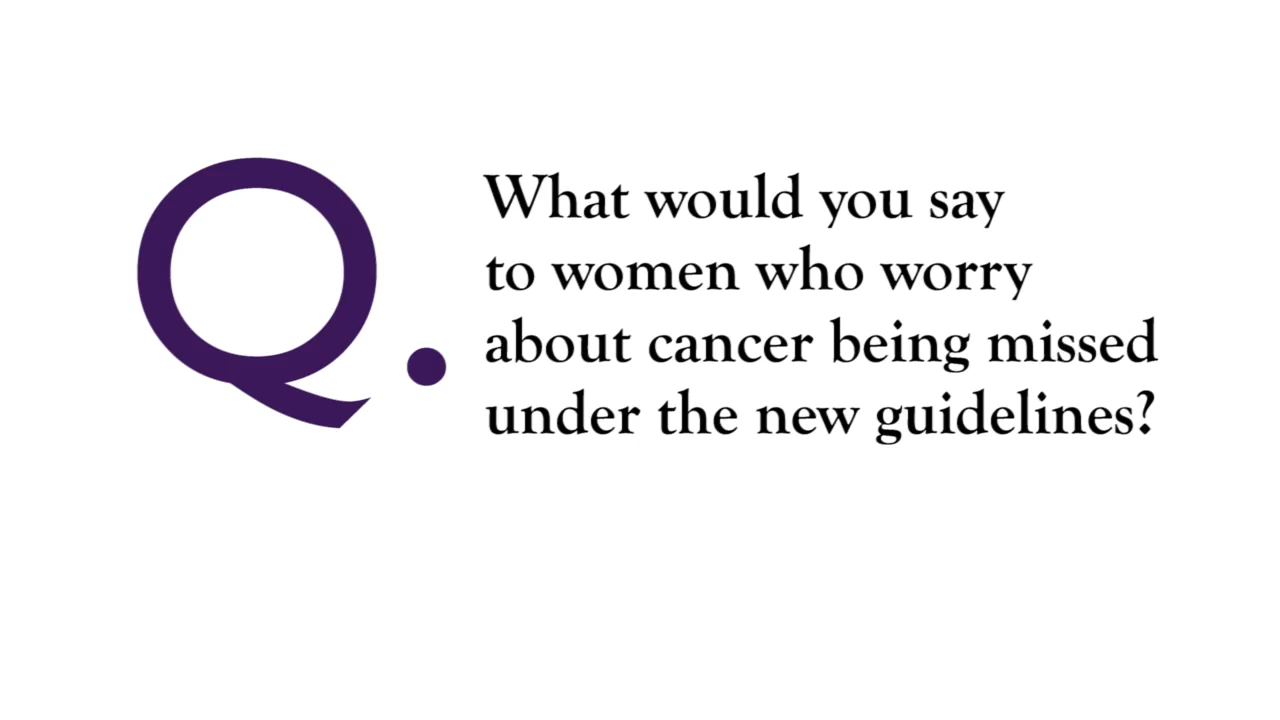 Q.
What would you say
to women who worry
about cancer being missed
under the new guidelines?